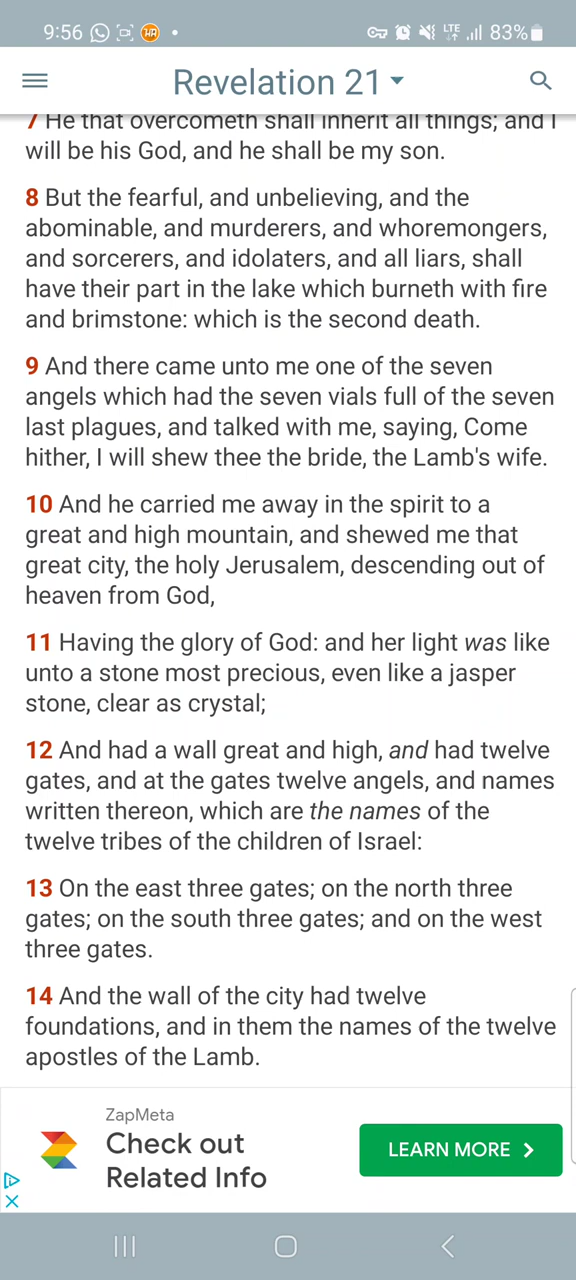 9:56
LTE 83%
Revelation 21
7 He that overcometh shall inherit all things; and I
will be his God, and he shall be my son.
8 But the fearful, and unbelieving, and the
abominable, and murderers, and whoremongers,
and sorcerers, and idolaters, and all liars, shall
have their part in the lake which burneth with fire
and brimstone: which is the second death.
9 And there came unto me one of the seven
angels which had the seven vials full of the seven
last plagues, and talked with me, saying, Come
hither, I will shew thee the bride, the Lamb's wife.
10 And he carried me away in the spirit to a
great and high mountain, and shewed me that
great city, the holy Jerusalem, descending out of
heaven from God,
11 Having the glory of God: and her light was like
unto a stone most precious, even like a jasper
stone, clear as crystal;
12 And had a wall great and high, and had twelve
gates, and at the gates twelve angels, and names
written thereon, which are the names of the
twelve tribes of the children of Israel:
13 On the east three gates; on the north three
gates; on the south three gates; and on the west
three gates.
14 And the wall of the city had twelve
foundations, and in them the names of the twelve
apostles of the Lamb.
ZapMeta
Check out
Related Info
LEARN MORE